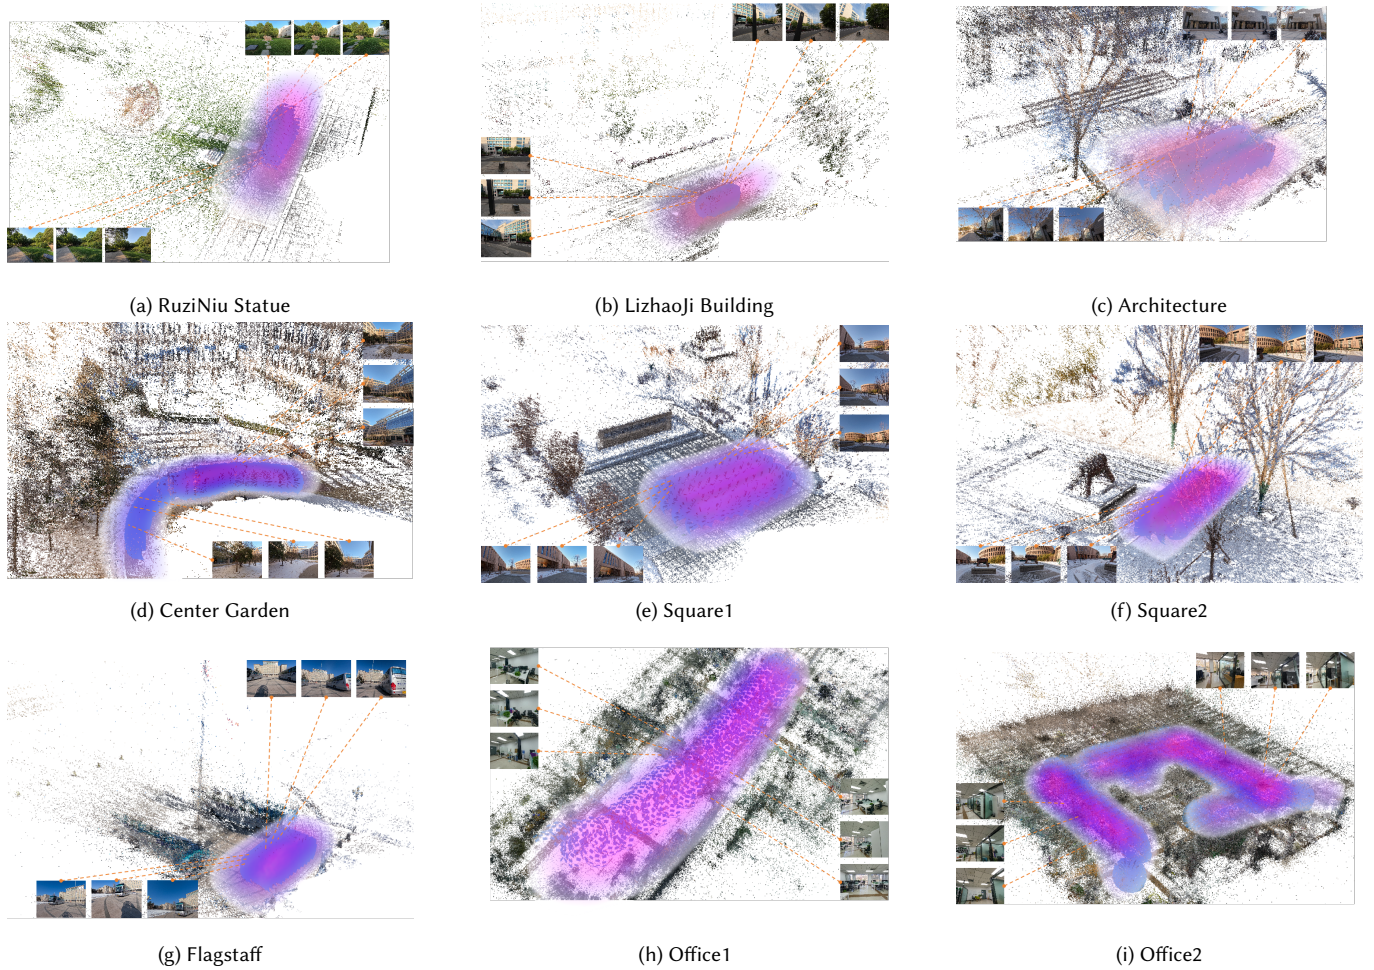 (a) RuziNiu Statue
(b) LizhaoJi Building
(c) Architecture
(d) Center Garden
(e) Square1
(f) Square2
(g) Flagstaff
(h) Office1
(i) Office2